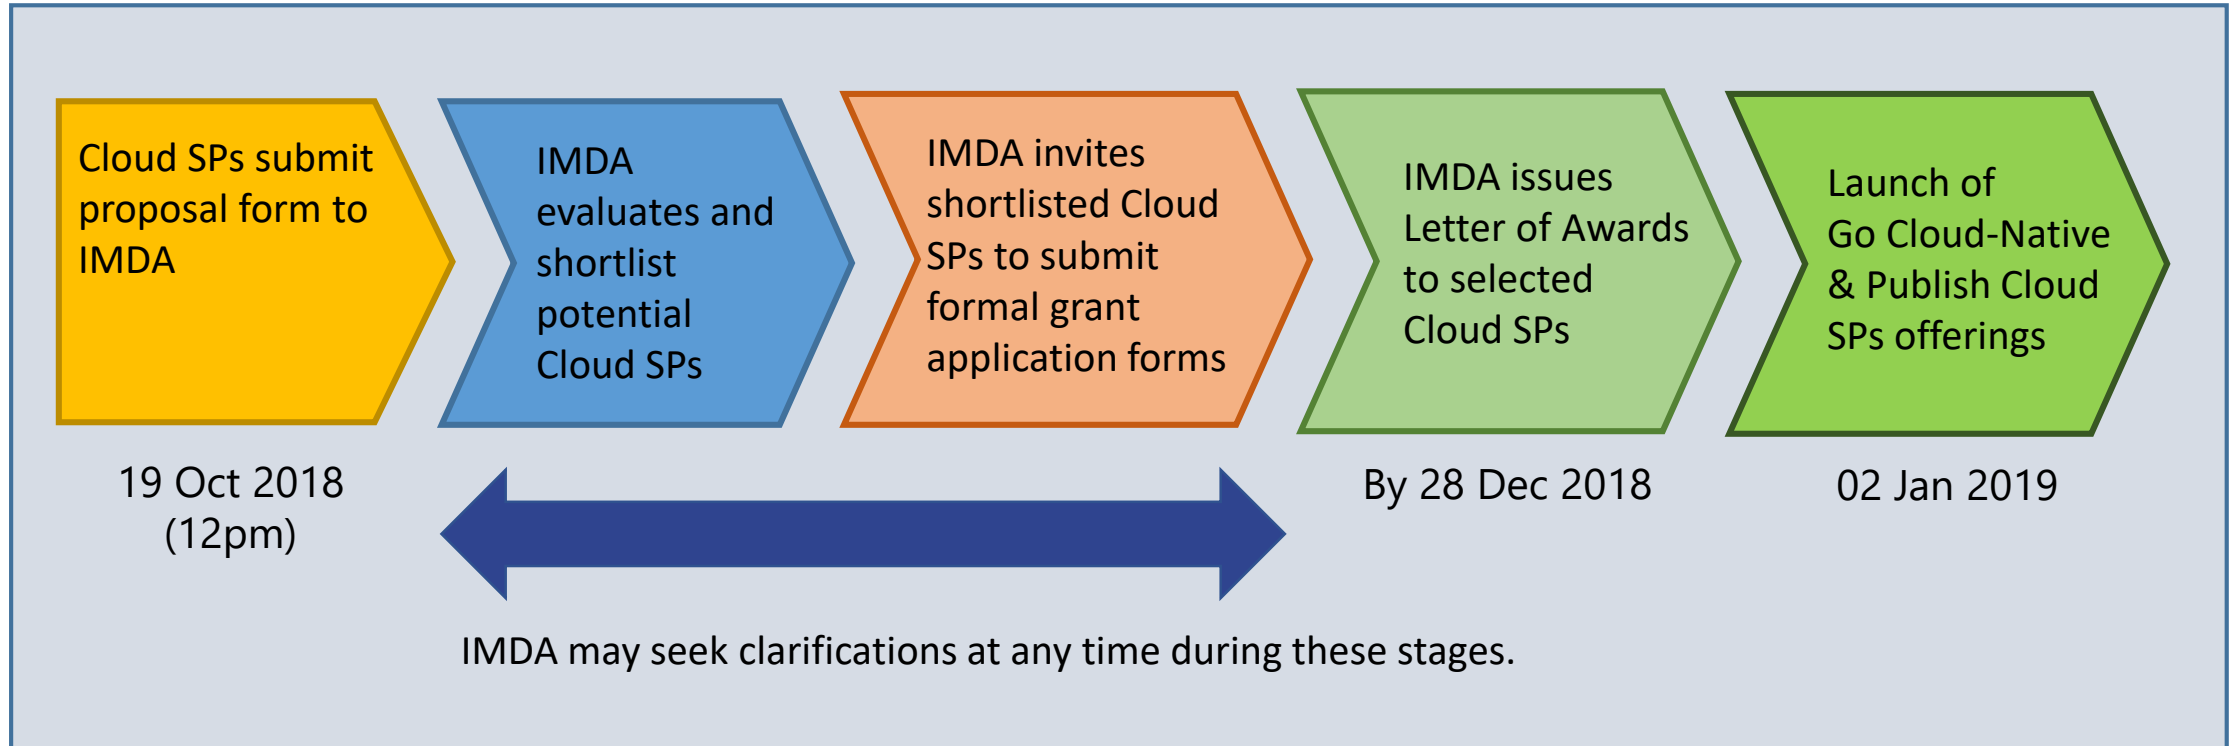 Cloud SPs submit
proposal form to
IMDA
IMDA
evaluates and
shortlist
potential
Cloud SPs
IMDA invites
shortlisted Cloud
SPs to submit
formal grant
application forms
IMDA issues
Letter of Awards
to selected
Cloud SPs
Launch of
Go Cloud-Native
& Publish Cloud
SPs offerings
19 Oct 2018
(12pm)
By 28 Dec 2018
02 Jan 2019
IMDA may seek clarifications at any time during these stages.